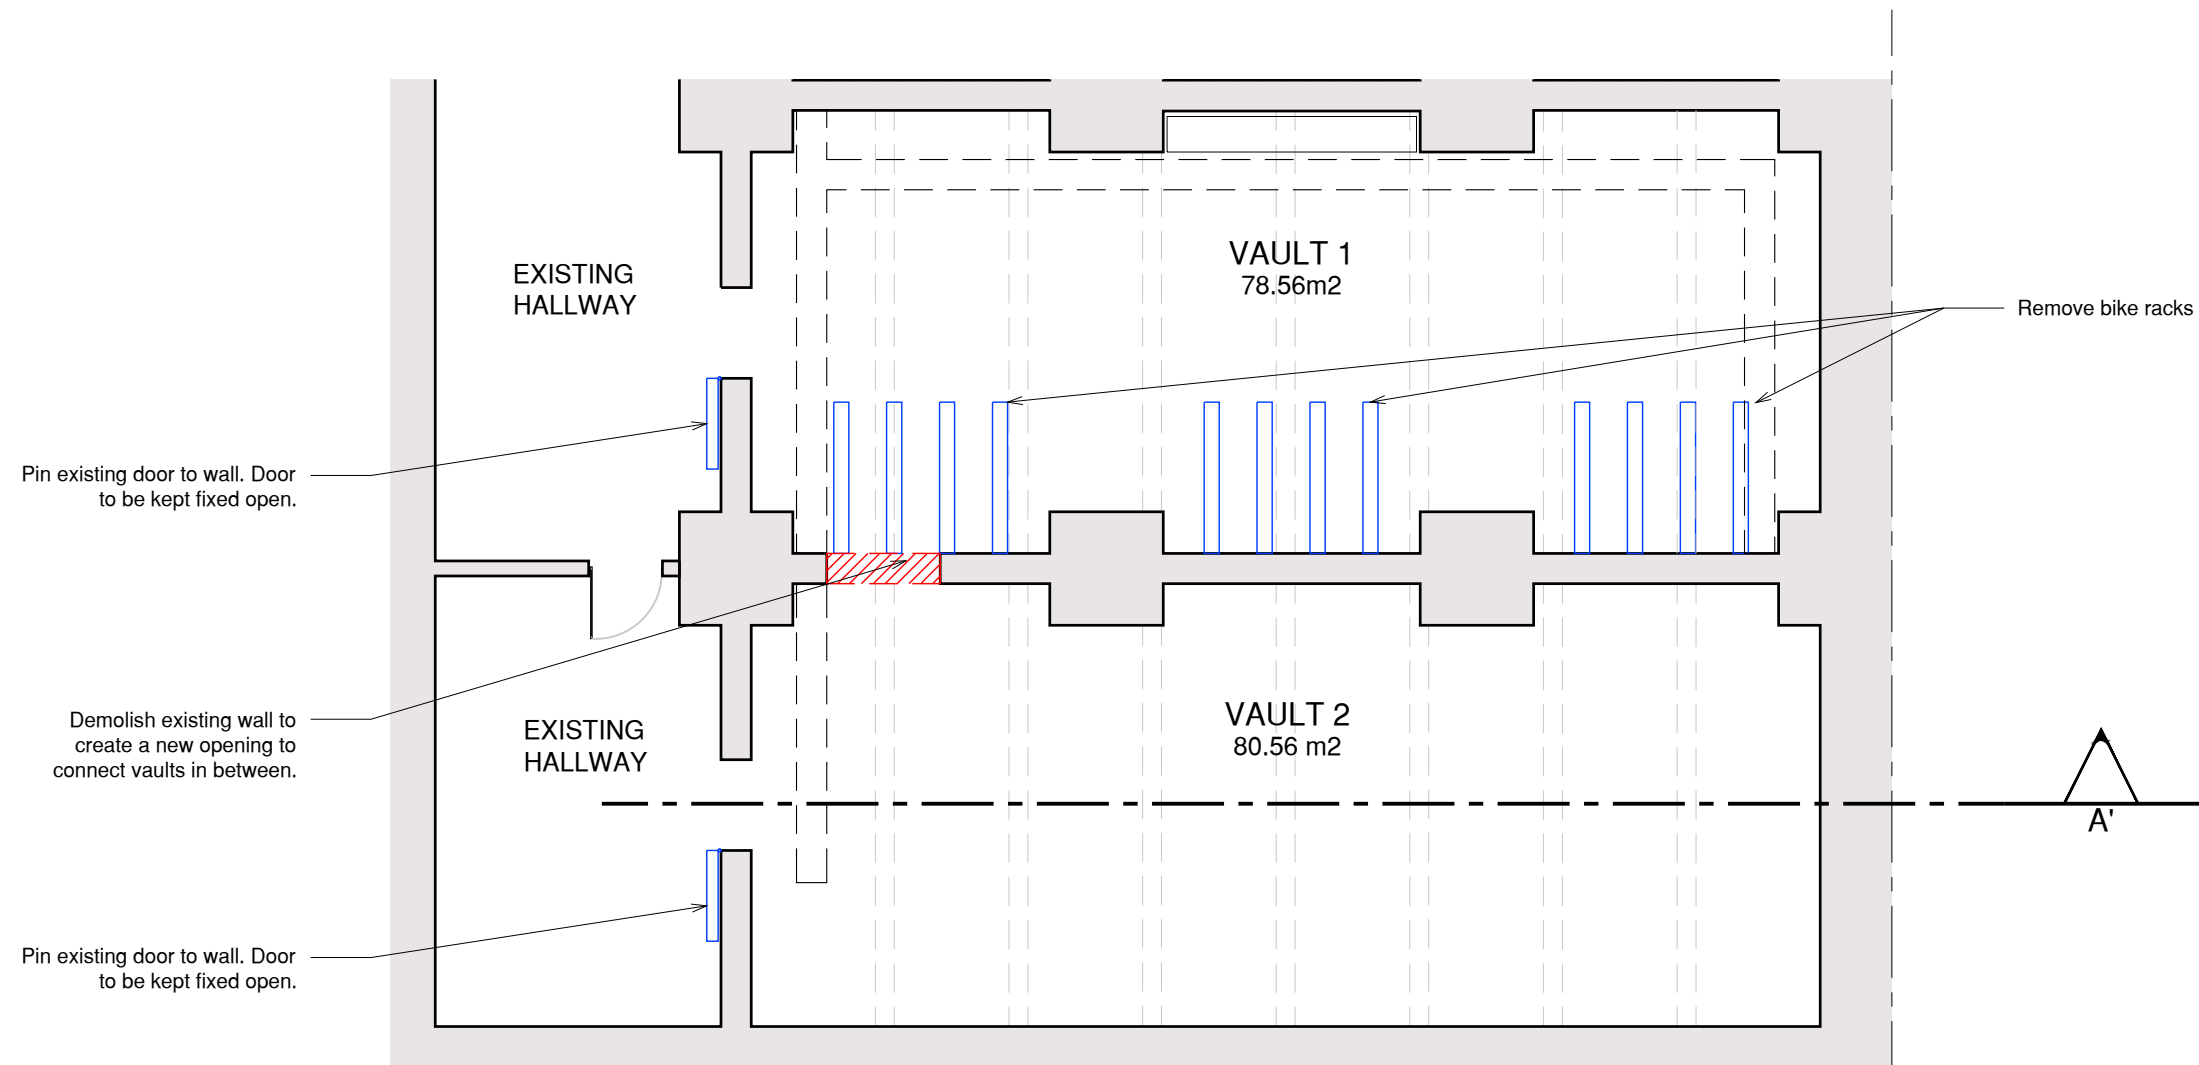 VAULT 1
78.56m2
EXISTING
HALLWAY
Remove bike racks
Pin existing door to wall. Door
to be kept fixed open.
Demolish existing wall to
create a new opening to
connect vaults in between.
EXISTING
HALLWAY
VAULT 2
80.56 m2
A'
Pin existing door to wall. Door
to be kept fixed open.